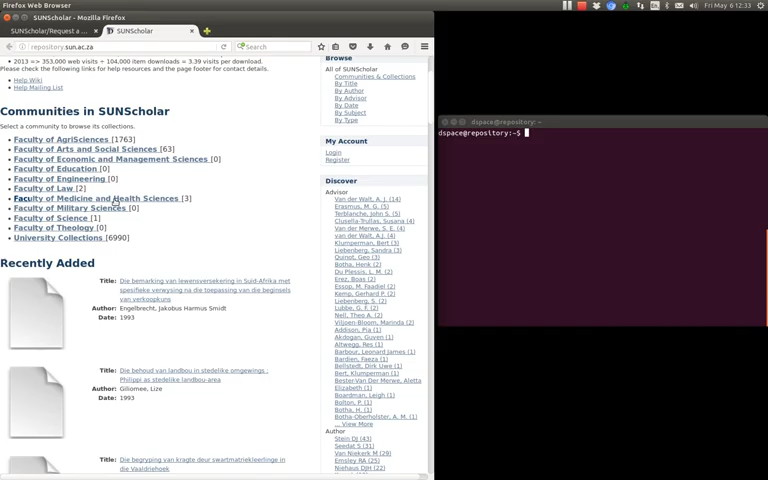 Firefox Web Browser
En
Fri May 6 12:33
SUNScholar - Mozilla Firefox
SUNScholar/Request a ...
SUNScholar
repository.sun.ac.za
Search
2013 => 353,000 web visits ÷ 104,000 item downloads = 3.39 visits per download.
Please check the following links for help resources and the page footer for contact details.
Help Wiki
Help Mailing List
Communities in SUNScholar
Select a community to browse its collections.
Faculty of AgriSciences [1763]
Faculty of Arts and Social Sciences [63]
Faculty of Economic and Management Sciences [0]
Faculty of Education [0]
Faculty of Engineering [0]
Faculty of Law [2]
Faculty of Medicine and Health Sciences [3]
Faculty of Military Sciences [0]
Faculty of Science [1]
Faculty of Theology [0]
University Collections [6990]
Recently Added
Title: Die bemarking van lewensversekering in Suid-Afrika met
spesifieke verwysing na die toepassing van die beginsels
van verkoopkuns
Author: Engelbrecht, Jakobus Harmus Smidt
Date: 1993
Title: Die behoud van landbou in stedelike omgewings :
Philippi as stedelike landbou-area
Author: Giliomee, Lize
Date: 1993
Title: Die begryping van kragte deur swartmatriekleerlinge in
die Vaaldriehoek
Browse
All of SUNScholar
Communities & Collections
By Title
By Author
By Advisor
By Date
By Subject
By Type
My Account
Login
Register
Discover
Advisor
Van der Walt, A.J. (14)
Erasmus, M. G. (5)
Terblanché, John S. (5)
Clusella-Trullas, Susana (4)
Van der Merwe, S. E. (4)
van der Walt, A.J. (4)
Klumperman, Bert (3)
Liebenberg, Sandra (3)
Quinot, Geo (3)
Botha, Henk (2)
Du Plessis, L. M. (2)
Erez, Boas (2)
Essop, M. Faadiel (2)
Kemp, Gerhard P. (2)
Liebenberg, S. (2)
Lubbe, G. F. (2)
Nell, Theo A. (2)
Viljoen-Bloom, Marinda (2)
Addison, Pia (1)
Akdogan, Guven (1)
Altwegg, Res (1)
Barbour, Leonard James (1)
Bardien, Faeza (1)
Bellstedt, Dirk Uwe (1)
Bert, Klumperman (1)
Bester-Van Der Merwe, Aletta
Elizabeth (1)
Boardman, Leigh (1)
Bolton, P. (1)
Botha, H. (1)
Botha-Oberholster, A. M. (1)
... View More
Author
Stein DJ (43)
Seedat S (31)
Van Niekerk M (29)
Emsley RA (25)
Niehaus DJH (22)
dspace@repository: ~
dspace@repository:~$